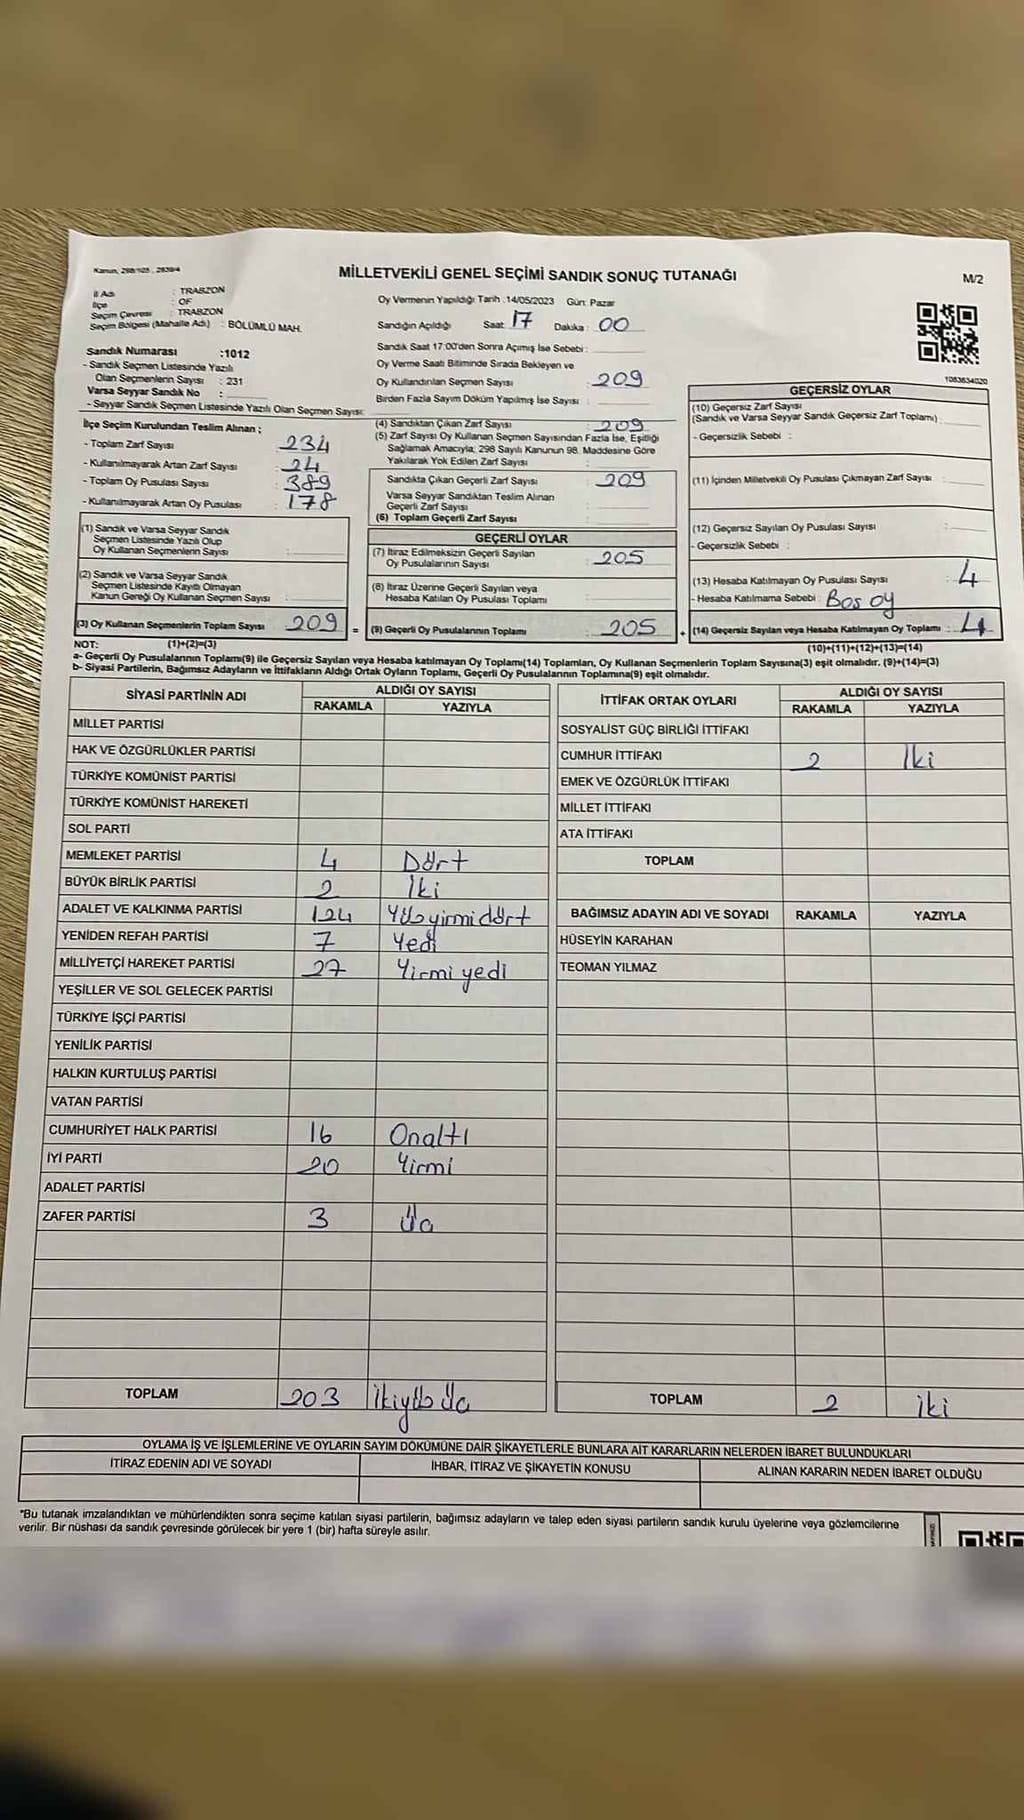 Kanun, 298/105 , 2839/4
MİLLETVEKİLİ GENEL SEÇİMİ SANDIK SONUÇ TUTANAĞI
M/2
İl Adı : TRABZON
İlçe : OF
Seçim Çevresi : TRABZON
Seçim Bölgesi (Mahalle Adı) : BÖLÜMLÜ MAH.
Sandık Numarası :1012
- Sandık Seçmen Listesinde Yazılı
Olan Seçmenlerin Sayısı : 231
Varsa Seyyar Sandık No :
- Seyyar Sandık Seçmen Listesinde Yazılı Olan Seçmen Sayısı:
İlçe Seçim Kurulundan Teslim Alınan ;
- Toplam Zarf Sayısı : 234
- Kullanılmayarak Artan Zarf Sayısı : 24
- Toplam Oy Pusulası Sayısı : 389
- Kullanılmayarak Artan Oy Pusulası : 178
(1) Sandık ve Varsa Seyyar Sandık
Seçmen Listesinde Yazılı Olup
Oy Kullanan Seçmenlerin Sayısı :
(2) Sandık ve Varsa Seyyar Sandık
Seçmen Listesinde Kayıtlı Olmayan
Kanun Gereği Oy Kullanan Seçmen Sayısı :
(3) Oy Kullanan Seçmenlerin Toplam Sayısı : 209
Oy Vermenin Yapıldığı Tarih :14/05/2023 Gün: Pazar
Sandığın Açıldığı Saat: 17 Dakika : 00
Sandık Saat 17:00'den Sonra Açımış İse Sebebi :
Oy Verme Saati Bitiminde Sırada Bekleyen ve
Oy Kullandırılan Seçmen Sayısı : 209
Birden Fazla Sayım Döküm Yapılmış İse Sayısı :
(4) Sandıktan Çıkan Zarf Sayısı : 209
(5) Zarf Sayısı Oy Kullanan Seçmen Sayısından Fazla İse, Eşitliği
Sağlamak Amacıyla; 298 Sayılı Kanunun 98. Maddesine Göre
Yakılarak Yok Edilen Zarf Sayısı :
Sandıkta Çıkan Geçerli Zarf Sayısı : 209
Varsa Seyyar Sandıktan Teslim Alınan
Geçerli Zarf Sayısı :
(6) Toplam Geçerli Zarf Sayısı :
GEÇERLİ OYLAR
(7) İtiraz Edilmeksizin Geçerli Sayılan
Oy Pusulalarının Sayısı : 205
(8) İtiraz Üzerine Geçerli Sayılan veya
Hesaba Katılan Oy Pusulası Toplamı :
= (9) Geçerli Oy Pusulalarının Toplamı : 205
1083634020
GEÇERSİZ OYLAR
(10) Geçersiz Zarf Sayısı
(Sandık ve Varsa Seyyar Sandık Geçersiz Zarf Toplamı) :
- Geçersizlik Sebebi :
(11) İçinden Milletvekili Oy Pusulası Çıkmayan Zarf Sayısı :
(12) Geçersiz Sayılan Oy Pusulası Sayısı :
- Geçersizlik Sebebi :
(13) Hesaba Katılmayan Oy Pusulası Sayısı : 4
- Hesaba Katılmama Sebebi : Boş oy
+ (14) Geçersiz Sayılan veya Hesaba Katılmayan Oy Toplamı : 4
NOT: (1)+(2)=(3)
(10)+(11)+(12)+(13)=(14)
a- Geçerli Oy Pusulalarının Toplamı(9) ile Geçersiz Sayılan veya Hesaba katılmayan Oy Toplamı(14) Toplamları, Oy Kullanan Seçmenlerin Toplam Sayısına(3) eşit olmalıdır. (9)+(14)=(3)
b- Siyasi Partilerin, Bağımsız Adayların ve İttifakların Aldığı Ortak Oyların Toplamı, Geçerli Oy Pusulalarının Toplamına(9) eşit olmalıdır.
SİYASİ PARTİNİN ADI
ALDIĞI OY SAYISI
RAKAMLA YAZIYLA
MİLLET PARTİSİ
HAK VE ÖZGÜRLÜKLER PARTİSİ
TÜRKİYE KOMÜNİST PARTİSİ
TÜRKİYE KOMÜNİST HAREKETİ
SOL PARTİ
MEMLEKET PARTİSİ 4 Dört
BÜYÜK BİRLİK PARTİSİ 2 İki
ADALET VE KALKINMA PARTİSİ 124 Yüzyirmi dört
YENİDEN REFAH PARTİSİ 7 Yedi
MİLLİYETÇİ HAREKET PARTİSİ 27 Yirmi yedi
YEŞİLLER VE SOL GELECEK PARTİSİ
TÜRKİYE İŞÇİ PARTİSİ
YENİLİK PARTİSİ
HALKIN KURTULUŞ PARTİSİ
VATAN PARTİSİ
CUMHURİYET HALK PARTİSİ 16 Onaltı
İYİ PARTİ 20 Yirmi
ADALET PARTİSİ
ZAFER PARTİSİ 3 Üç
TOPLAM 203 İkiyüz Üç
İTTİFAK ORTAK OYLARI
ALDIĞI OY SAYISI
RAKAMLA YAZIYLA
SOSYALİST GÜÇ BİRLİĞİ İTTİFAKI
CUMHUR İTTİFAKI 2 İki
EMEK VE ÖZGÜRLÜK İTTİFAKI
MİLLET İTTİFAKI
ATA İTTİFAKI
TOPLAM
BAĞIMSIZ ADAYIN ADI VE SOYADI RAKAMLA YAZIYLA
HÜSEYİN KARAHAN
TEOMAN YILMAZ
TOPLAM 2 iki
OYLAMA İŞ VE İŞLEMLERİNE VE OYLARIN SAYIM DÖKÜMÜNE DAİR ŞİKAYETLERLE BUNLARA AİT KARARLARIN NELERDEN İBARET BULUNDUKLARI
İTİRAZ EDENİN ADI VE SOYADI İHBAR, İTİRAZ VE ŞİKAYETİN KONUSU ALINAN KARARIN NEDEN İBARET OLDUĞU
*Bu tutanak imzalandıktan ve mühürlendikten sonra seçime katılan siyasi partilerin, bağımsız adayların ve talep eden siyasi partilerin sandık kurulu üyelerine veya gözlemcilerine
verilir. Bir nüshası da sandık çevresinde görülecek bir yere 1 (bir) hafta süreyle asılır.